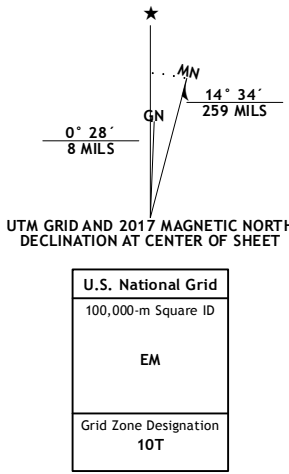 MN
GN
14° 34´
259 MILS
0° 28´
8 MILS
UTM GRID AND 2017 MAGNETIC NORTH
DECLINATION AT CENTER OF SHEET
U.S. National Grid
100,000-m Square ID
EM
Grid Zone Designation
10T